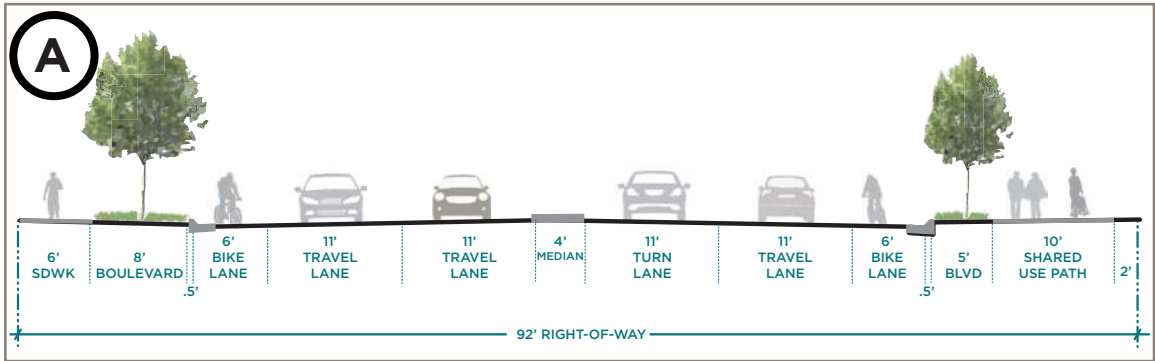 A
6'
SDWK
8'
BOULEVARD
.5'
6'
BIKE
LANE
11'
TRAVEL
LANE
11'
TRAVEL
LANE
4'
MEDIAN
11'
TURN
LANE
11'
TRAVEL
LANE
6'
BIKE
LANE
.5'
5'
BLVD
10'
SHARED
USE PATH
2'
92' RIGHT-OF-WAY